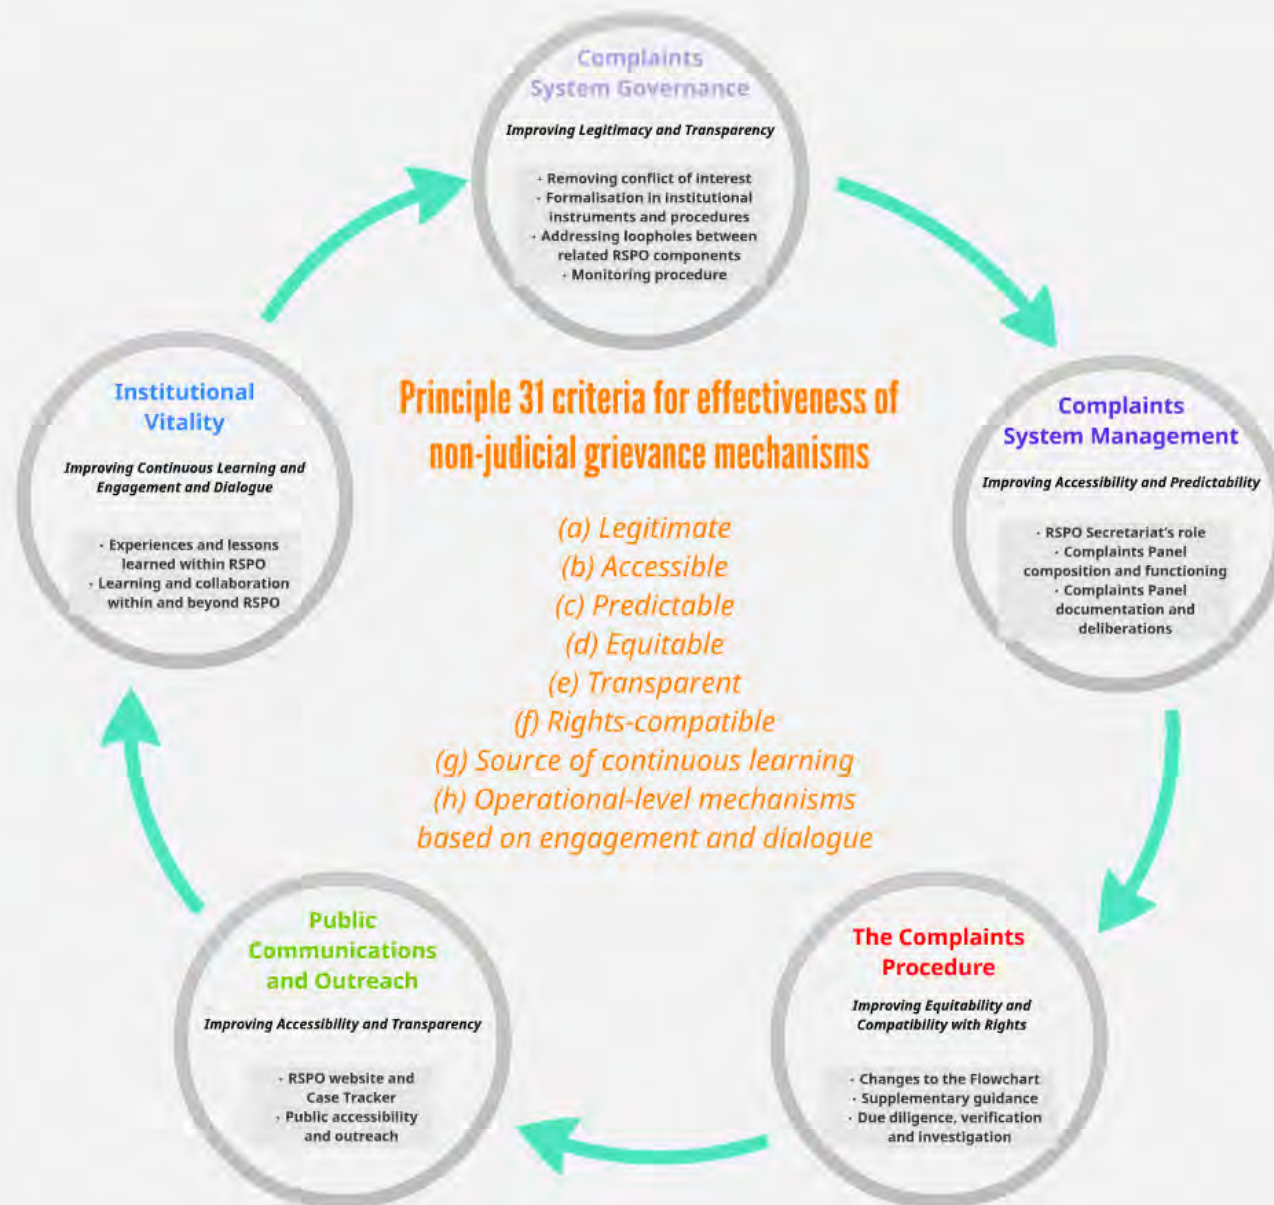 Complaints
System Governance
Improving Legitimacy and Transparency
· Removing conflict of interest
· Formalisation in institutional
instruments and procedures
· Addressing loopholes between
related RSPO components
· Monitoring procedure
Complaints
System Management
Improving Accessibility and Predictability
· RSPO Secretariat's role
· Complaints Panel
composition and functioning
· Complaints Panel
documentation and
deliberations
The Complaints
Procedure
Improving Equitability and
Compatibility with Rights
· Changes to the Flowchart
· Supplementary guidance
· Due diligence, verification
and investigation
Public
Communications
and Outreach
Improving Accessibility and Transparency
· RSPO website and
Case Tracker
· Public accessibility
and outreach
Institutional
Vitality
Improving Continuous Learning and
Engagement and Dialogue
· Experiences and lessons
learned within RSPO
· Learning and collaboration
within and beyond RSPO
Principle 31 criteria for effectiveness of
non-judicial grievance mechanisms
(a) Legitimate
(b) Accessible
(c) Predictable
(d) Equitable
(e) Transparent
(f) Rights-compatible
(g) Source of continuous learning
(h) Operational-level mechanisms
based on engagement and dialogue